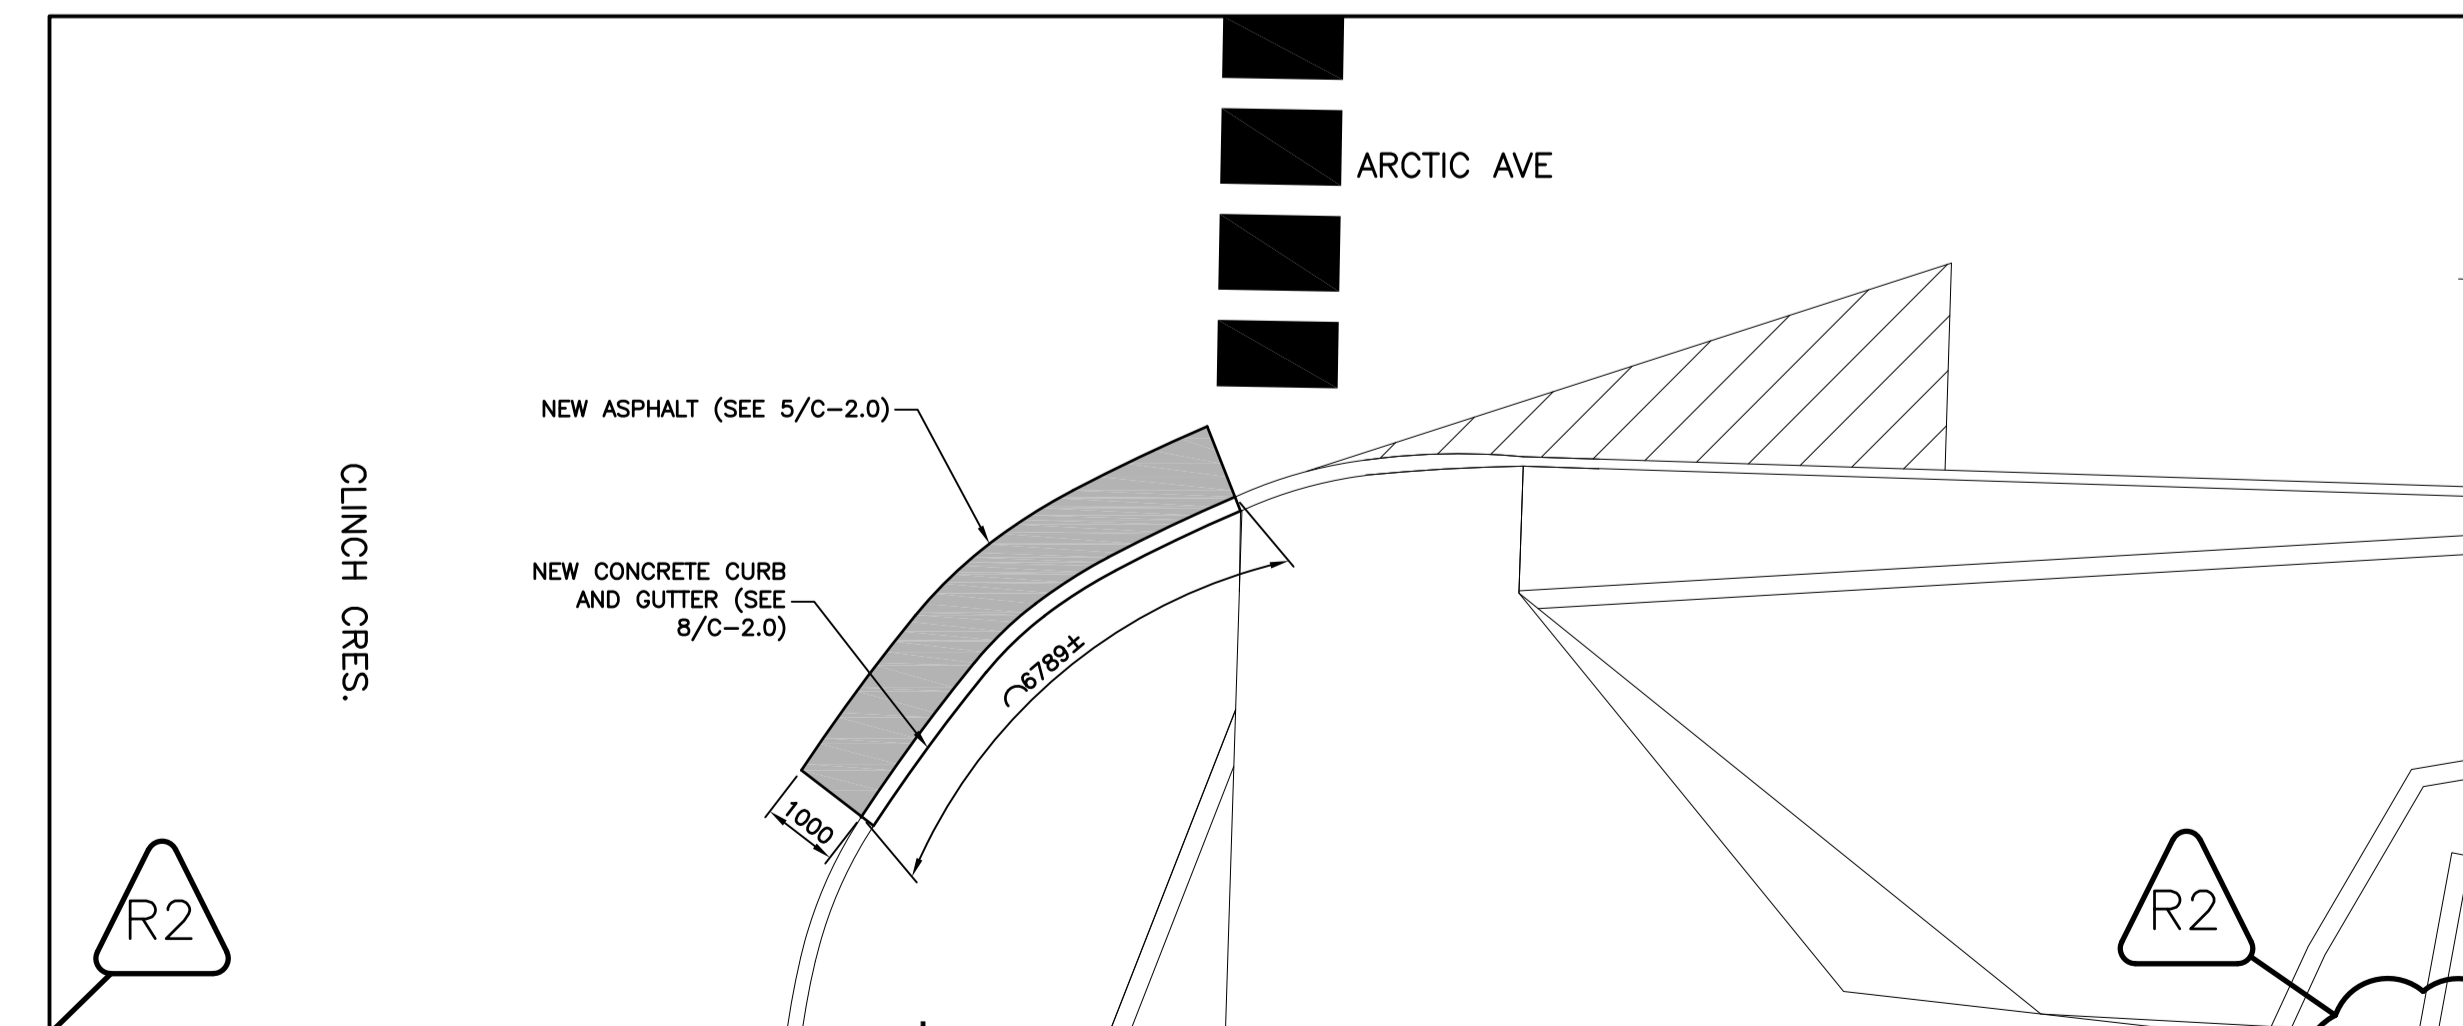 ARCTIC AVE
NEW ASPHALT (SEE 5/C-2.0)
CLINCH CRES.
NEW CONCRETE CURB
AND GUTTER (SEE
8/C-2.0)
⌒6789±
1000
R2
R2